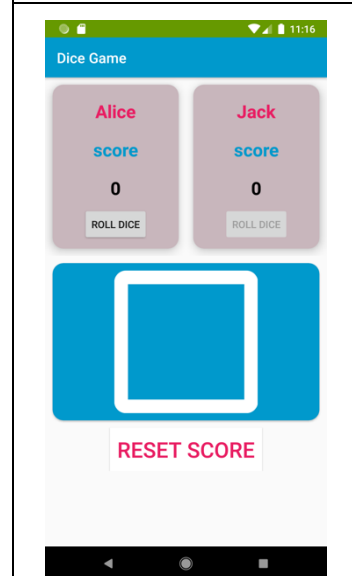 11:16
Dice Game
Alice
Jack
score
score
0
0
ROLL DICE
ROLL DICE
RESET SCORE